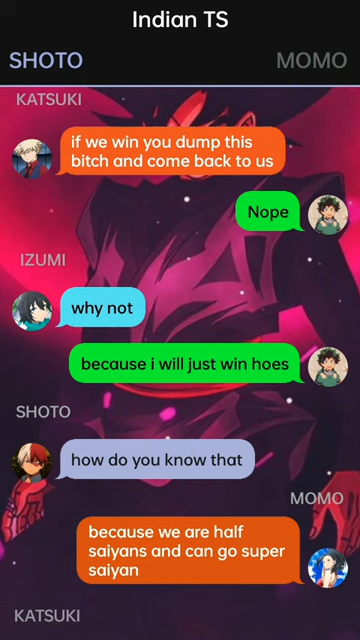 Indian TS
SHOTO
MOMO
KATSUKI
if we win you dump this
bitch and come back to us
Nope
IZUMI
why not
because i will just win hoes
SHOTO
how do you know that
MOMO
because we are half
saiyans and can go super
saiyan
KATSUKI